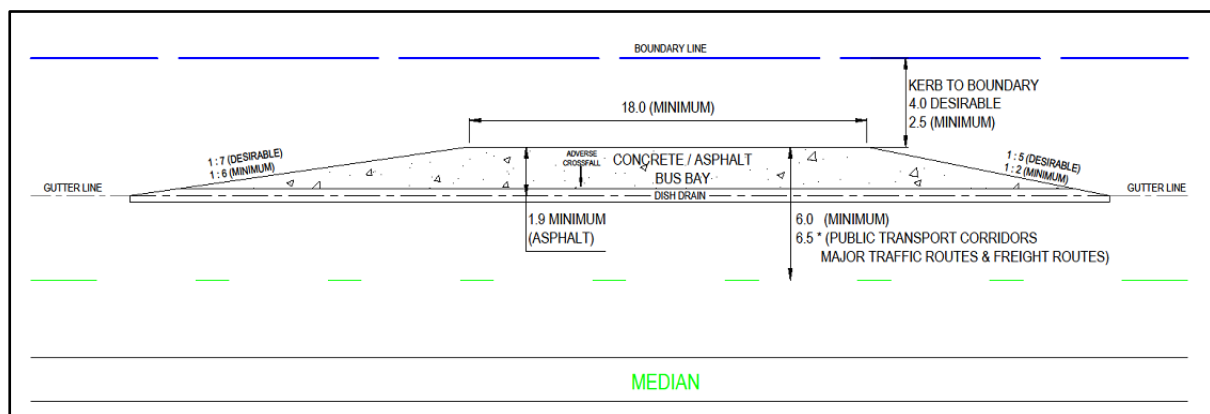 BOUNDARY LINE
KERB TO BOUNDARY
4.0 DESIRABLE
2.5 (MINIMUM)
18.0 (MINIMUM)
1 : 7 (DESIRABLE)
1 : 6 (MINIMUM)
ADVERSE
CROSSFALL
CONCRETE / ASPHALT
BUS BAY
1 : 5 (DESIRABLE)
1 : 2 (MINIMUM)
GUTTER LINE
DISH DRAIN
GUTTER LINE
1.9 MINIMUM
(ASPHALT)
6.0 (MINIMUM)
6.5 * (PUBLIC TRANSPORT CORRIDORS
MAJOR TRAFFIC ROUTES & FREIGHT ROUTES)
MEDIAN